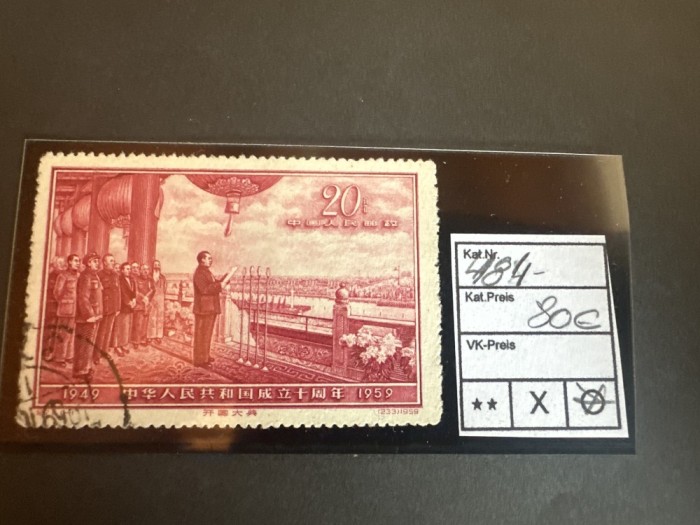 20分
中国人民邮政
1949 中华人民共和国成立十周年 1959
开国大典
Kat.Nr.
484-
Kat.Preis
80€
VK-Preis
★★ X